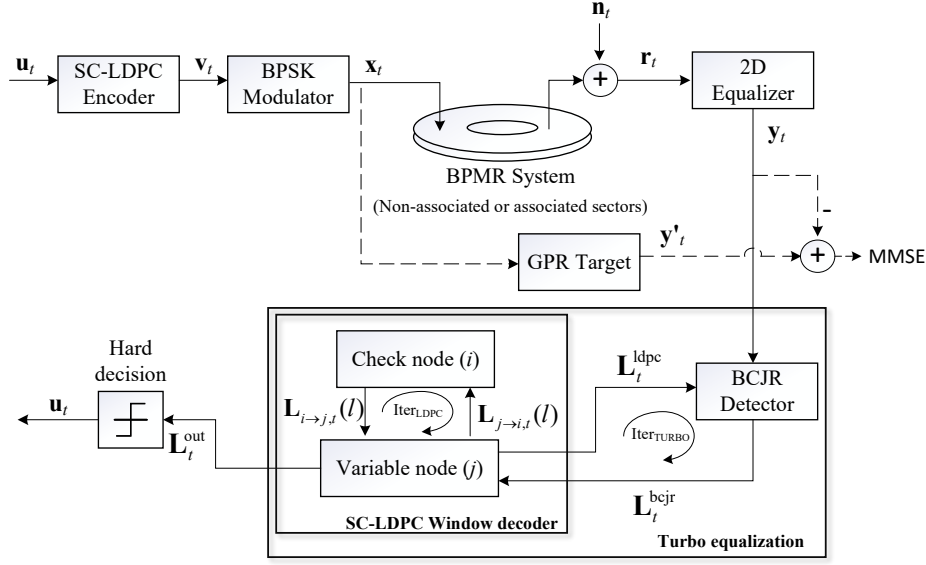 n_t
u_t
SC-LDPC
Encoder
v_t
BPSK
Modulator
x_t
+
r_t
2D
Equalizer
y_t
BPMR System
(Non-associated or associated sectors)
-
GPR Target
y'_t
+
MMSE
Hard
decision
u_t
L_t^out
Check node (i)
L_{i→j,t}(l)
Iter_LDPC
L_{j→i,t}(l)
Variable node (j)
SC-LDPC Window decoder
L_t^ldpc
BCJR
Detector
Iter_TURBO
L_t^bcjr
Turbo equalization